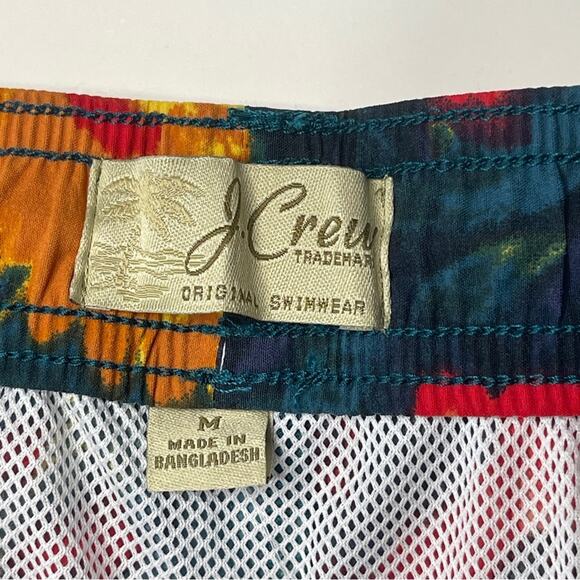 J. Crew
TRADEMAR
ORIGINAL SWIMWEAR
M
MADE IN
BANGLADESH